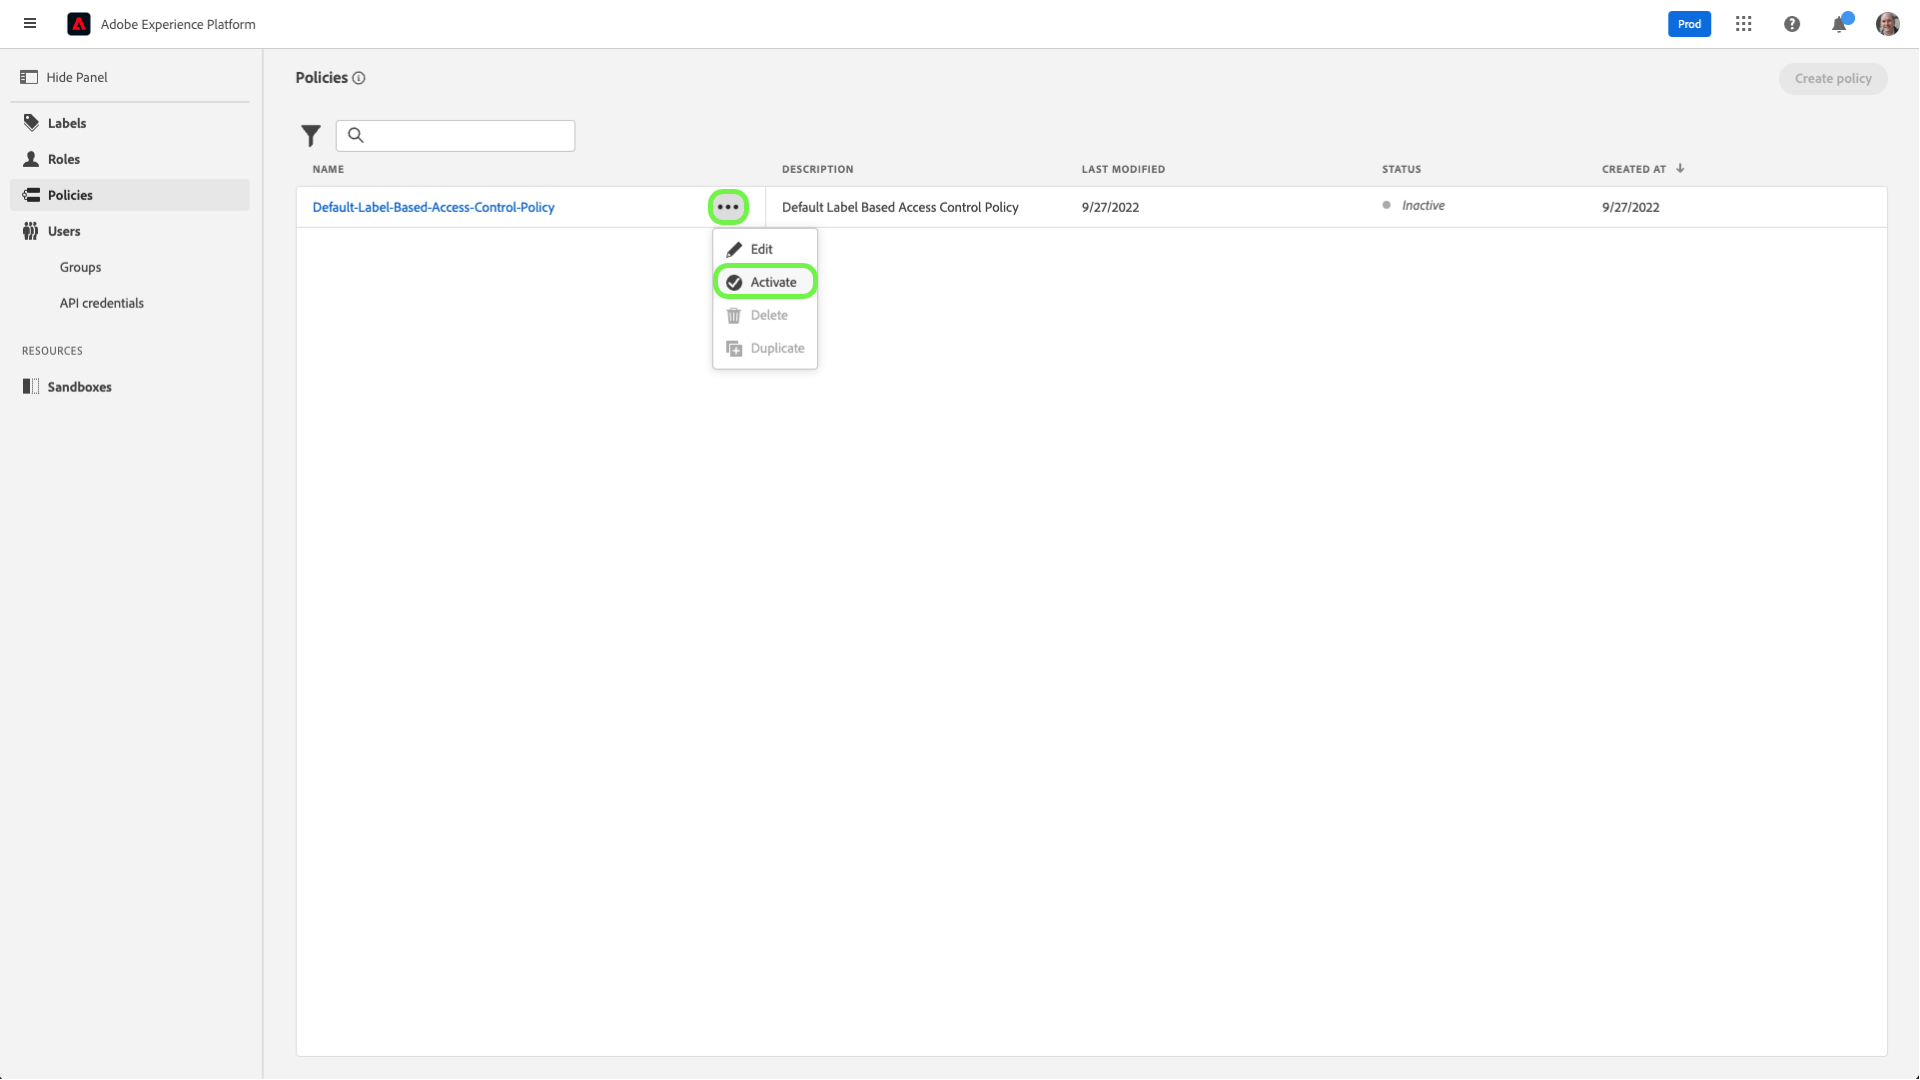 Adobe Experience Platform
Prod
Hide Panel
Labels
Roles
Policies
Users
Groups
API credentials
RESOURCES
Sandboxes
Policies
Create policy
NAME DESCRIPTION LAST MODIFIED STATUS CREATED AT
Default-Label-Based-Access-Control-Policy Default Label Based Access Control Policy 9/27/2022 Inactive 9/27/2022
Edit
Activate
Delete
Duplicate